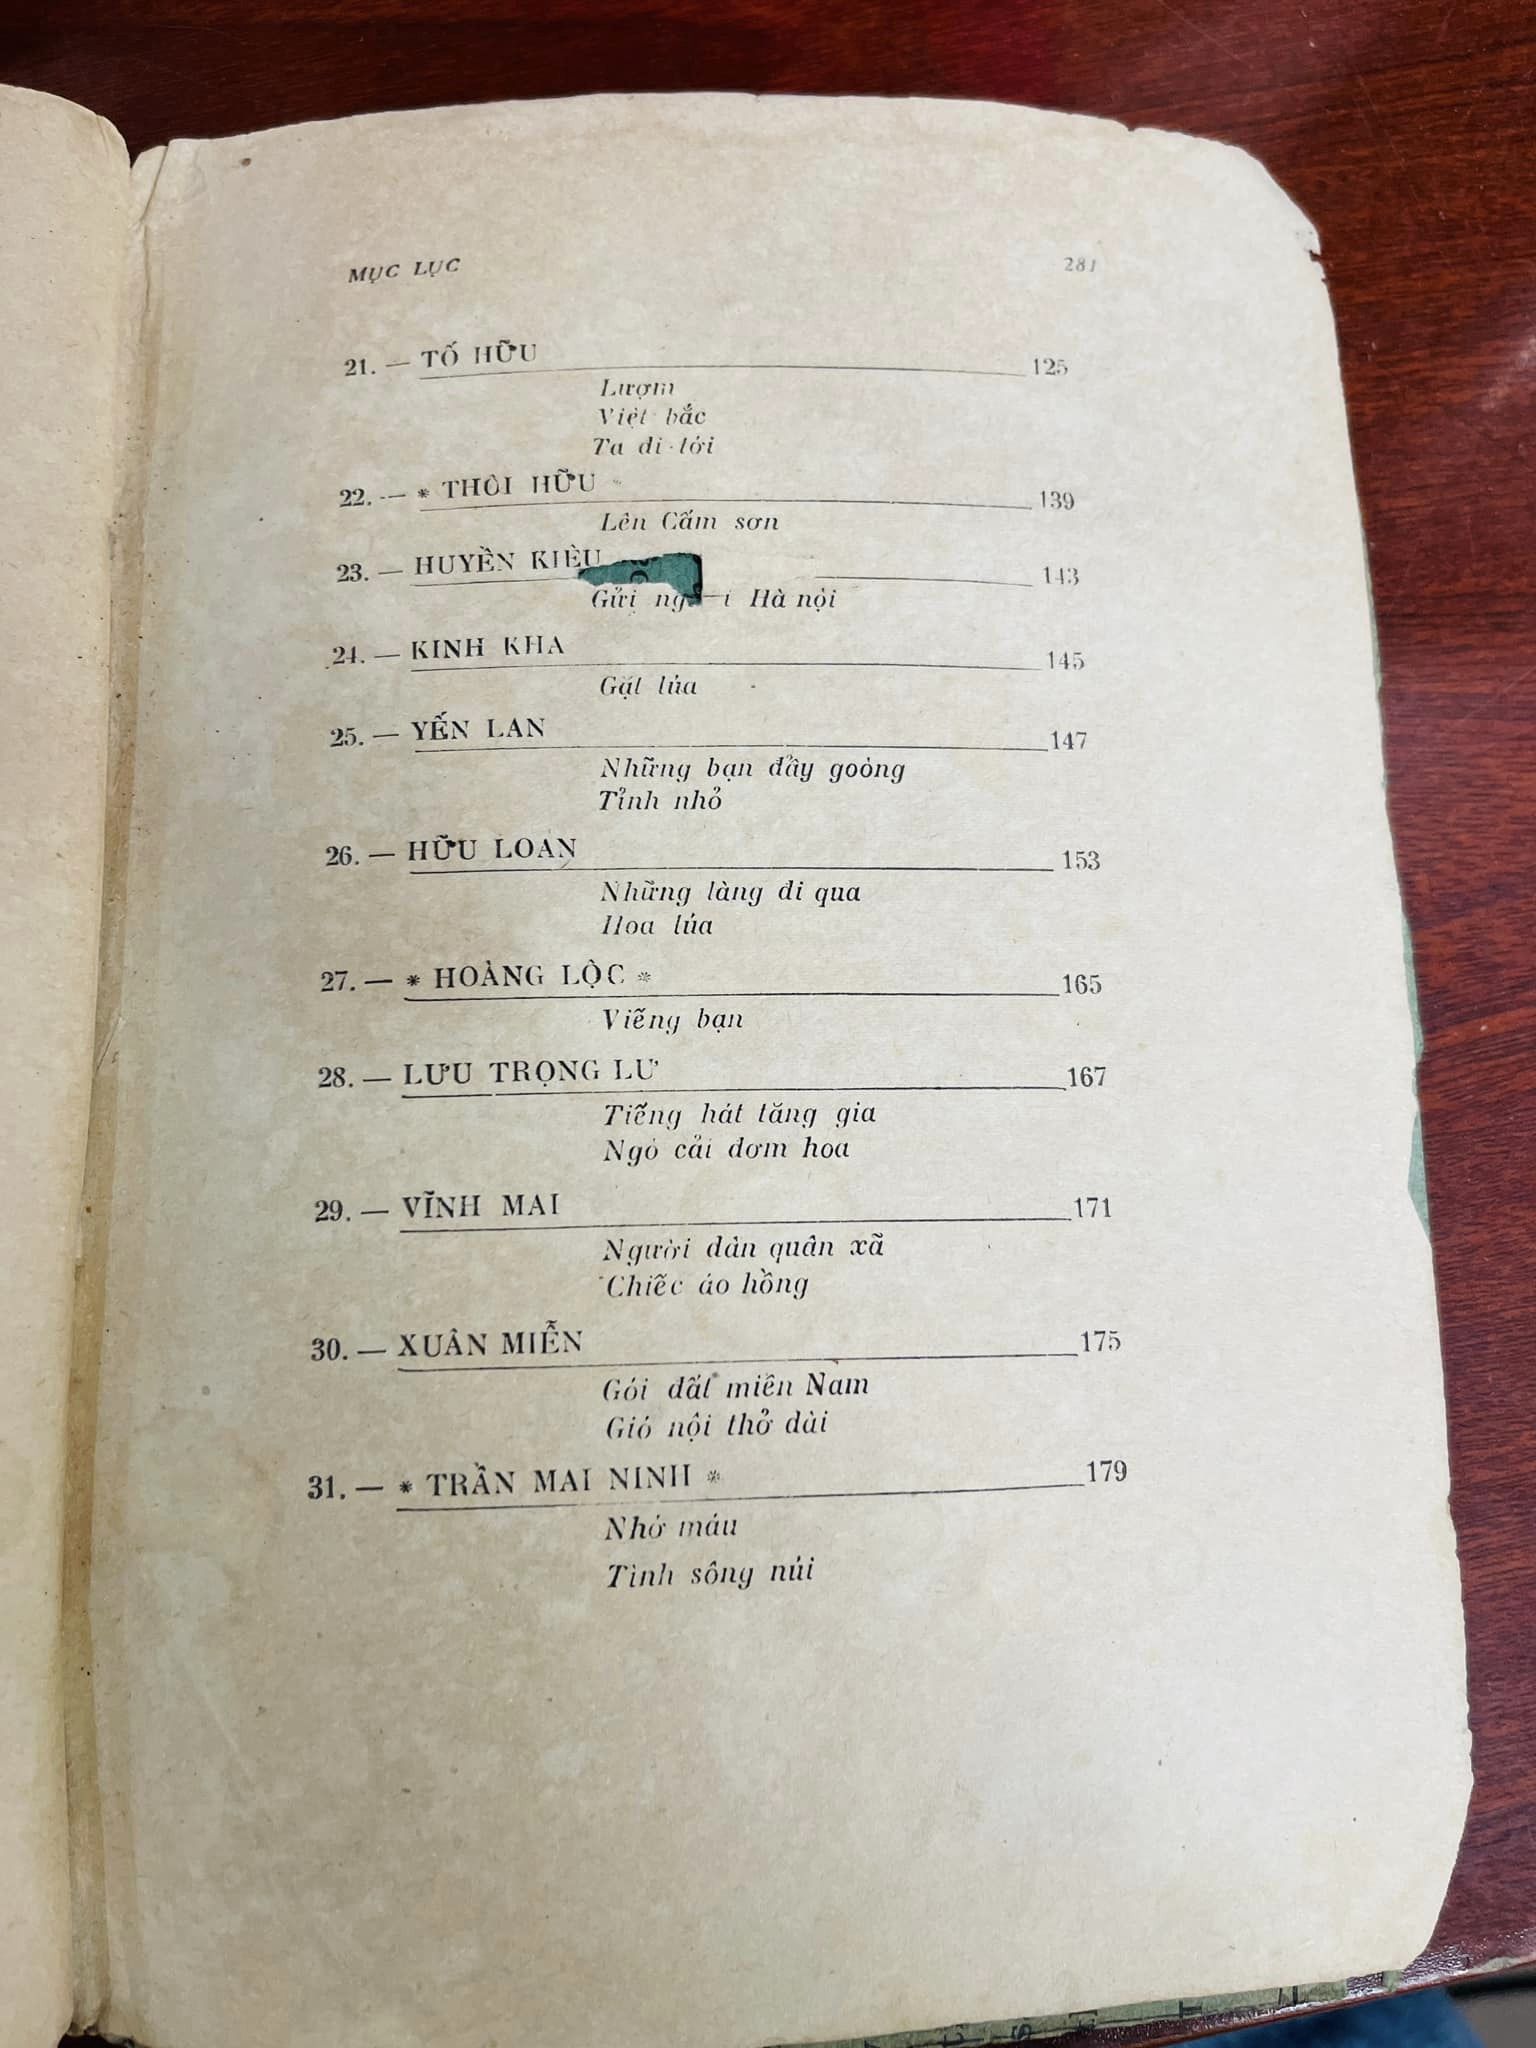 MỤC LỤC 281
21. — TỐ HỮU 125
Lượm
Việt bắc
Ta đi tới
22. — * THÔI HỮU * 139
Lên Cấm sơn
23. — HUYỀN KIÊU 143
Gửi Hà nội
24. — KINH KHA 145
Gặt lúa
25. — YẾN LAN 147
Những bạn đẩy goòng
Tỉnh nhỏ
26. — HỮU LOAN 153
Những làng đi qua
Hoa lúa
27. — * HOÀNG LỘC * 165
Viếng bạn
28. — LƯU TRỌNG LƯ 167
Tiếng hát tăng gia
Ngò cải đơm hoa
29. — VĨNH MAI 171
Người dân quân xã
Chiếc áo hồng
30. — XUÂN MIỄN 175
Gói đất miền Nam
Gió nội thở dài
31. — * TRẦN MAI NINH * 179
Nhớ máu
Tình sông núi